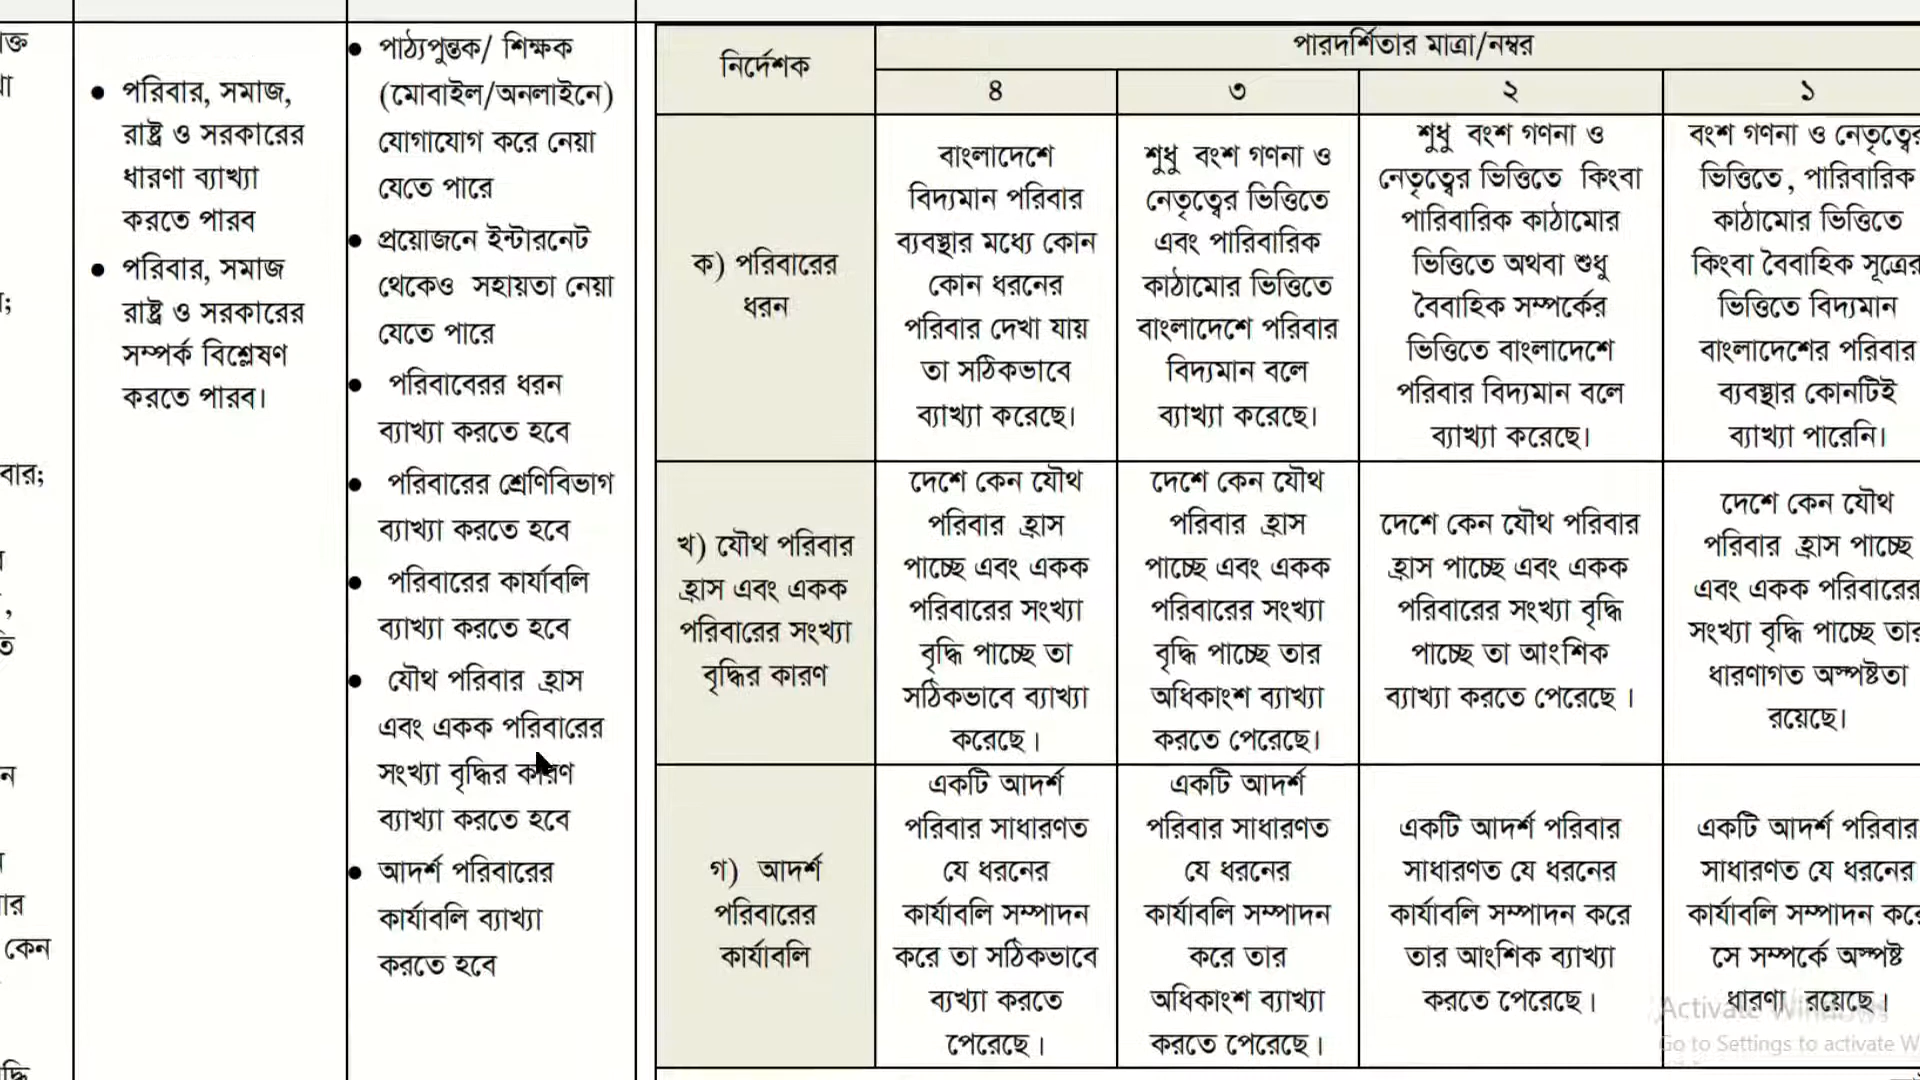 ক্ত
বার;
কেন
পরিবার, সমাজ,
রাষ্ট্র ও সরকারের
ধারণা ব্যাখ্যা
করতে পারব
পরিবার, সমাজ
রাষ্ট্র ও সরকারের
সম্পর্ক বিশ্লেষণ
করতে পারব।
পাঠ্যপুস্তক/ শিক্ষক
(মোবাইল/অনলাইনে)
যোগাযোগ করে নেয়া
যেতে পারে
প্রয়োজনে ইন্টারনেট
থেকেও সহায়তা নেয়া
যেতে পারে
পরিবাবেরর ধরন
ব্যাখ্যা করতে হবে
পরিবারের শ্রেণিবিভাগ
ব্যাখ্যা করতে হবে
পরিবারের কার্যাবলি
ব্যাখ্যা করতে হবে
যৌথ পরিবার হ্রাস
এবং একক পরিবারের
সংখ্যা বৃদ্ধির কারণ
ব্যাখ্যা করতে হবে
আদর্শ পরিবারের
কার্যাবলি ব্যাখ্যা
করতে হবে
নির্দেশক
পারদর্শিতার মাত্রা/নম্বর
৪
৩
২
১
ক) পরিবারের
ধরন
বাংলাদেশে
বিদ্যমান পরিবার
ব্যবস্থার মধ্যে কোন
কোন ধরনের
পরিবার দেখা যায়
তা সঠিকভাবে
ব্যাখ্যা করেছে।
শুধু বংশ গণনা ও
নেতৃত্বের ভিত্তিতে
এবং পারিবারিক
কাঠামোর ভিত্তিতে
বাংলাদেশে পরিবার
বিদ্যমান বলে
ব্যাখ্যা করেছে।
শুধু বংশ গণনা ও
নেতৃত্বের ভিত্তিতে কিংবা
পারিবারিক কাঠামোর
ভিত্তিতে অথবা শুধু
বৈবাহিক সম্পর্কের
ভিত্তিতে বাংলাদেশে
পরিবার বিদ্যমান বলে
ব্যাখ্যা করেছে।
বংশ গণনা ও নেতৃত্বের
ভিত্তিতে, পারিবারিক
কাঠামোর ভিত্তিতে
কিংবা বৈবাহিক সূত্রের
ভিত্তিতে বিদ্যমান
বাংলাদেশের পরিবার
ব্যবস্থার কোনটিই
ব্যাখ্যা পারেনি।
খ) যৌথ পরিবার
হ্রাস এবং একক
পরিবারের সংখ্যা
বৃদ্ধির কারণ
দেশে কেন যৌথ
পরিবার হ্রাস
পাচ্ছে এবং একক
পরিবারের সংখ্যা
বৃদ্ধি পাচ্ছে তা
সঠিকভাবে ব্যাখ্যা
করেছে।
দেশে কেন যৌথ
পরিবার হ্রাস
পাচ্ছে এবং একক
পরিবারের সংখ্যা
বৃদ্ধি পাচ্ছে তার
অধিকাংশ ব্যাখ্যা
করতে পেরেছে।
দেশে কেন যৌথ পরিবার
হ্রাস পাচ্ছে এবং একক
পরিবারের সংখ্যা বৃদ্ধি
পাচ্ছে তা আংশিক
ব্যাখ্যা করতে পেরেছে।
দেশে কেন যৌথ
পরিবার হ্রাস পাচ্ছে
এবং একক পরিবারের
সংখ্যা বৃদ্ধি পাচ্ছে তার
ধারণাগত অস্পষ্টতা
রয়েছে।
গ) আদর্শ
পরিবারের
কার্যাবলি
একটি আদর্শ
পরিবার সাধারণত
যে ধরনের
কার্যাবলি সম্পাদন
করে তা সঠিকভাবে
ব্যখ্যা করতে
পেরেছে।
একটি আদর্শ
পরিবার সাধারণত
যে ধরনের
কার্যাবলি সম্পাদন
করে তার
অধিকাংশ ব্যাখ্যা
করতে পেরেছে।
একটি আদর্শ পরিবার
সাধারণত যে ধরনের
কার্যাবলি সম্পাদন করে
তার আংশিক ব্যাখ্যা
করতে পেরেছে।
একটি আদর্শ পরিবার
সাধারণত যে ধরনের
কার্যাবলি সম্পাদন করে
সে সম্পর্কে অস্পষ্ট
ধারণা রয়েছে।
Activate Windows
Go to Settings to activate W